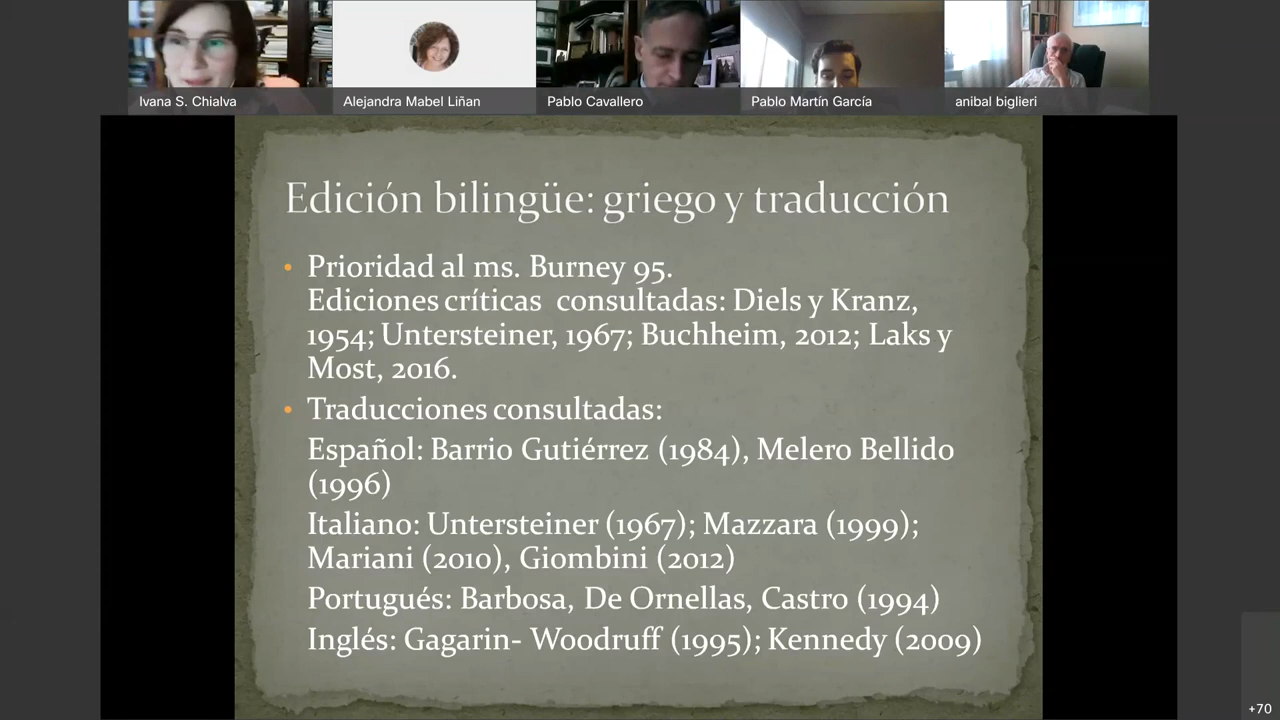 Ivana S. Chialva
Alejandra Mabel Liñan
Pablo Cavallero
Pablo Martín García
anibal biglieri
Edición bilingüe: griego y traducción
• Prioridad al ms. Burney 95.
Ediciones críticas consultadas: Diels y Kranz,
1954; Untersteiner, 1967; Buchheim, 2012; Laks y
Most, 2016.
• Traducciones consultadas:
Español: Barrio Gutiérrez (1984), Melero Bellido
(1996)
Italiano: Untersteiner (1967); Mazzara (1999);
Mariani (2010), Giombini (2012)
Portugués: Barbosa, De Ornellas, Castro (1994)
Inglés: Gagarin- Woodruff (1995); Kennedy (2009)
+70